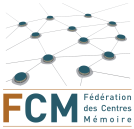 FCM
Fédération
des Centres
Mémoire